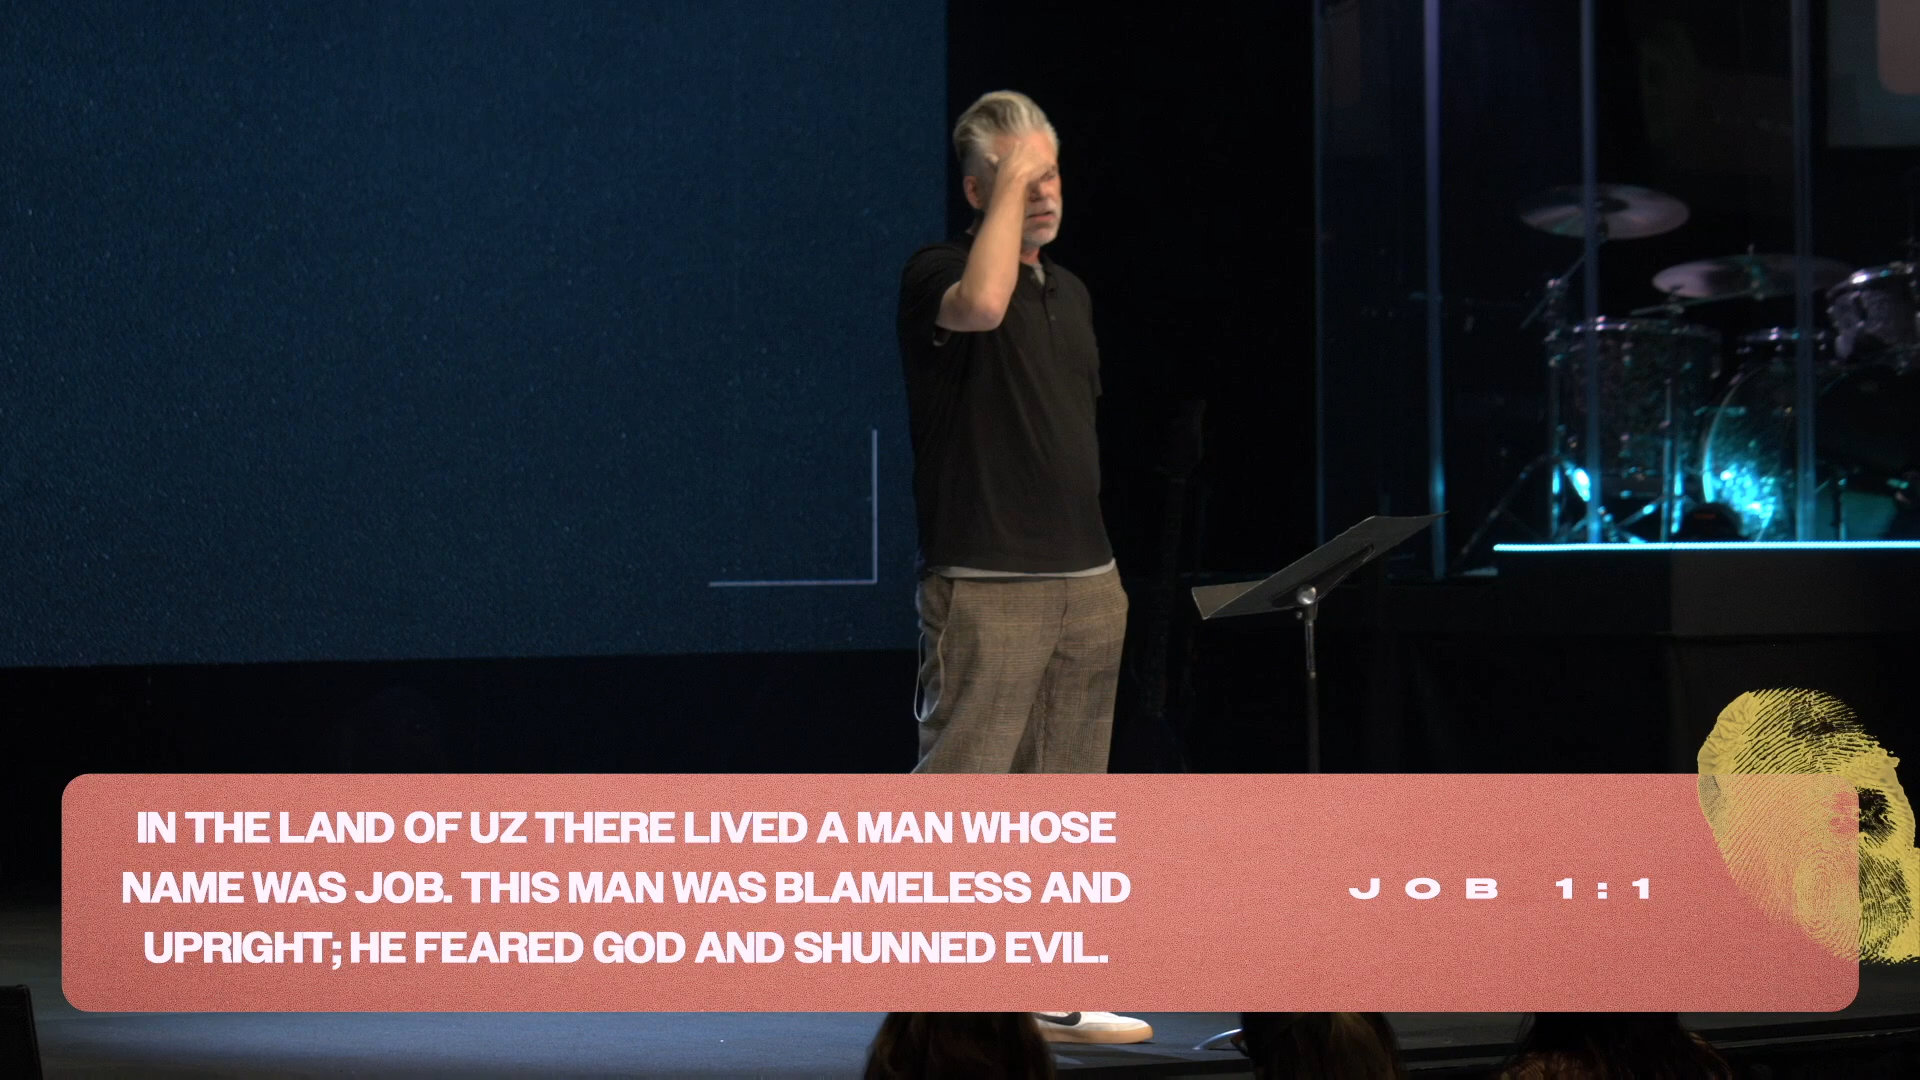 IN THE LAND OF UZ THERE LIVED A MAN WHOSE
NAME WAS JOB. THIS MAN WAS BLAMELESS AND
UPRIGHT; HE FEARED GOD AND SHUNNED EVIL.
JOB 1:1